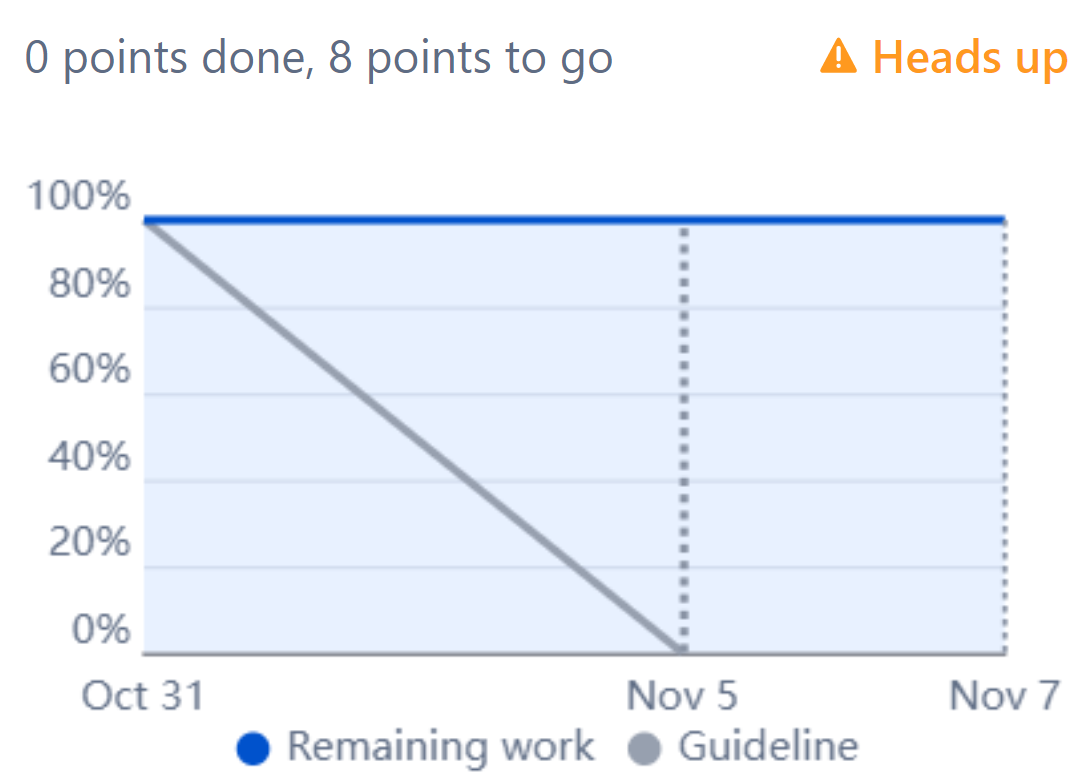 0 points done, 8 points to go
Heads up
100%
80%
60%
40%
20%
0%
Oct 31 Nov 5 Nov 7
Remaining work Guideline